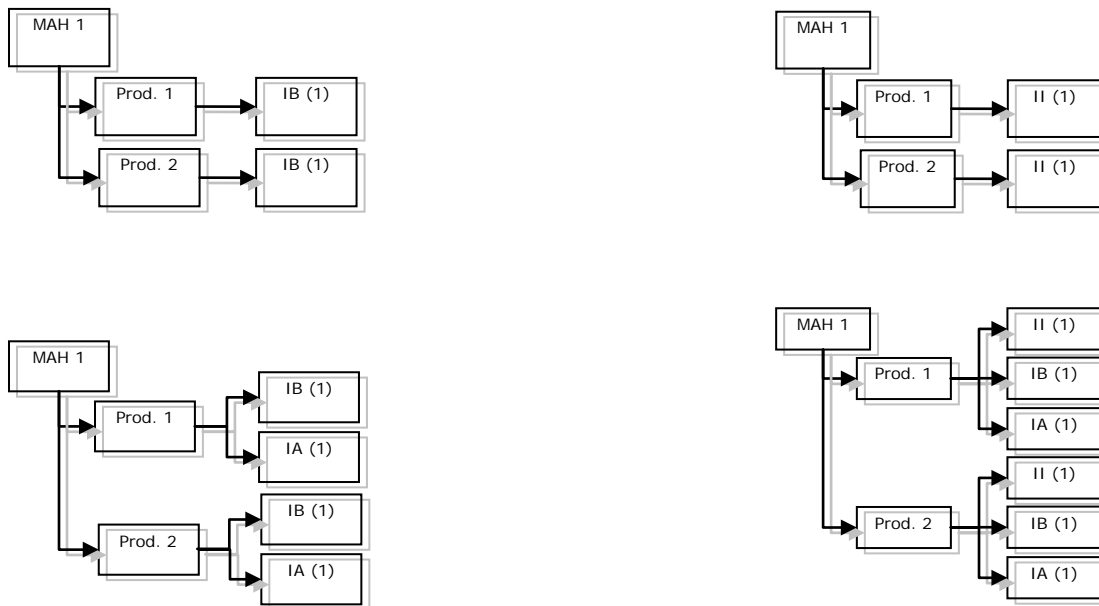 MAH 1
Prod. 1
IB (1)
Prod. 2
IB (1)
MAH 1
Prod. 1
II (1)
Prod. 2
II (1)
MAH 1
Prod. 1
IB (1)
IA (1)
Prod. 2
IB (1)
IA (1)
MAH 1
Prod. 1
II (1)
IB (1)
IA (1)
Prod. 2
II (1)
IB (1)
IA (1)